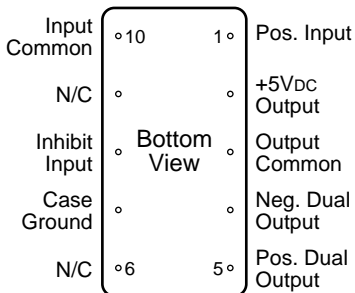 Input
Common
10
1
Pos. Input
N/C
+5VDC
Output
Inhibit
Input
Bottom
View
Output
Common
Case
Ground
Neg. Dual
Output
N/C
6
5
Pos. Dual
Output